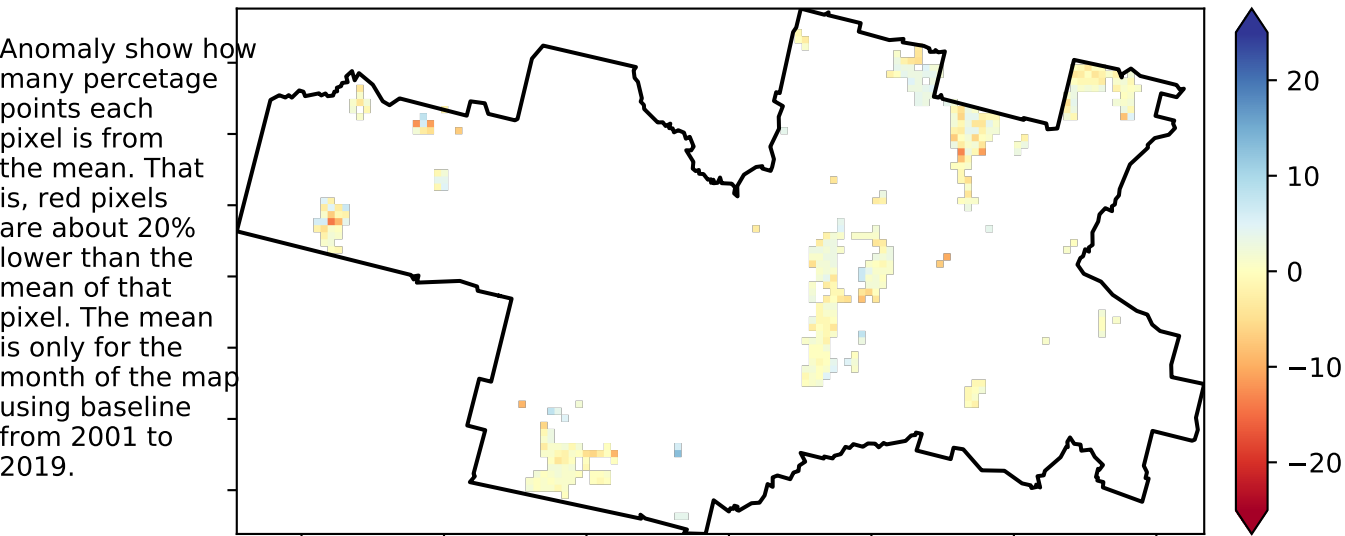 Anomaly show how
many percetage
points each
pixel is from
the mean. That
is, red pixels
are about 20%
lower than the
mean of that
pixel. The mean
is only for the
month of the map
using baseline
from 2001 to
2019.
20
10
0
−10
−20